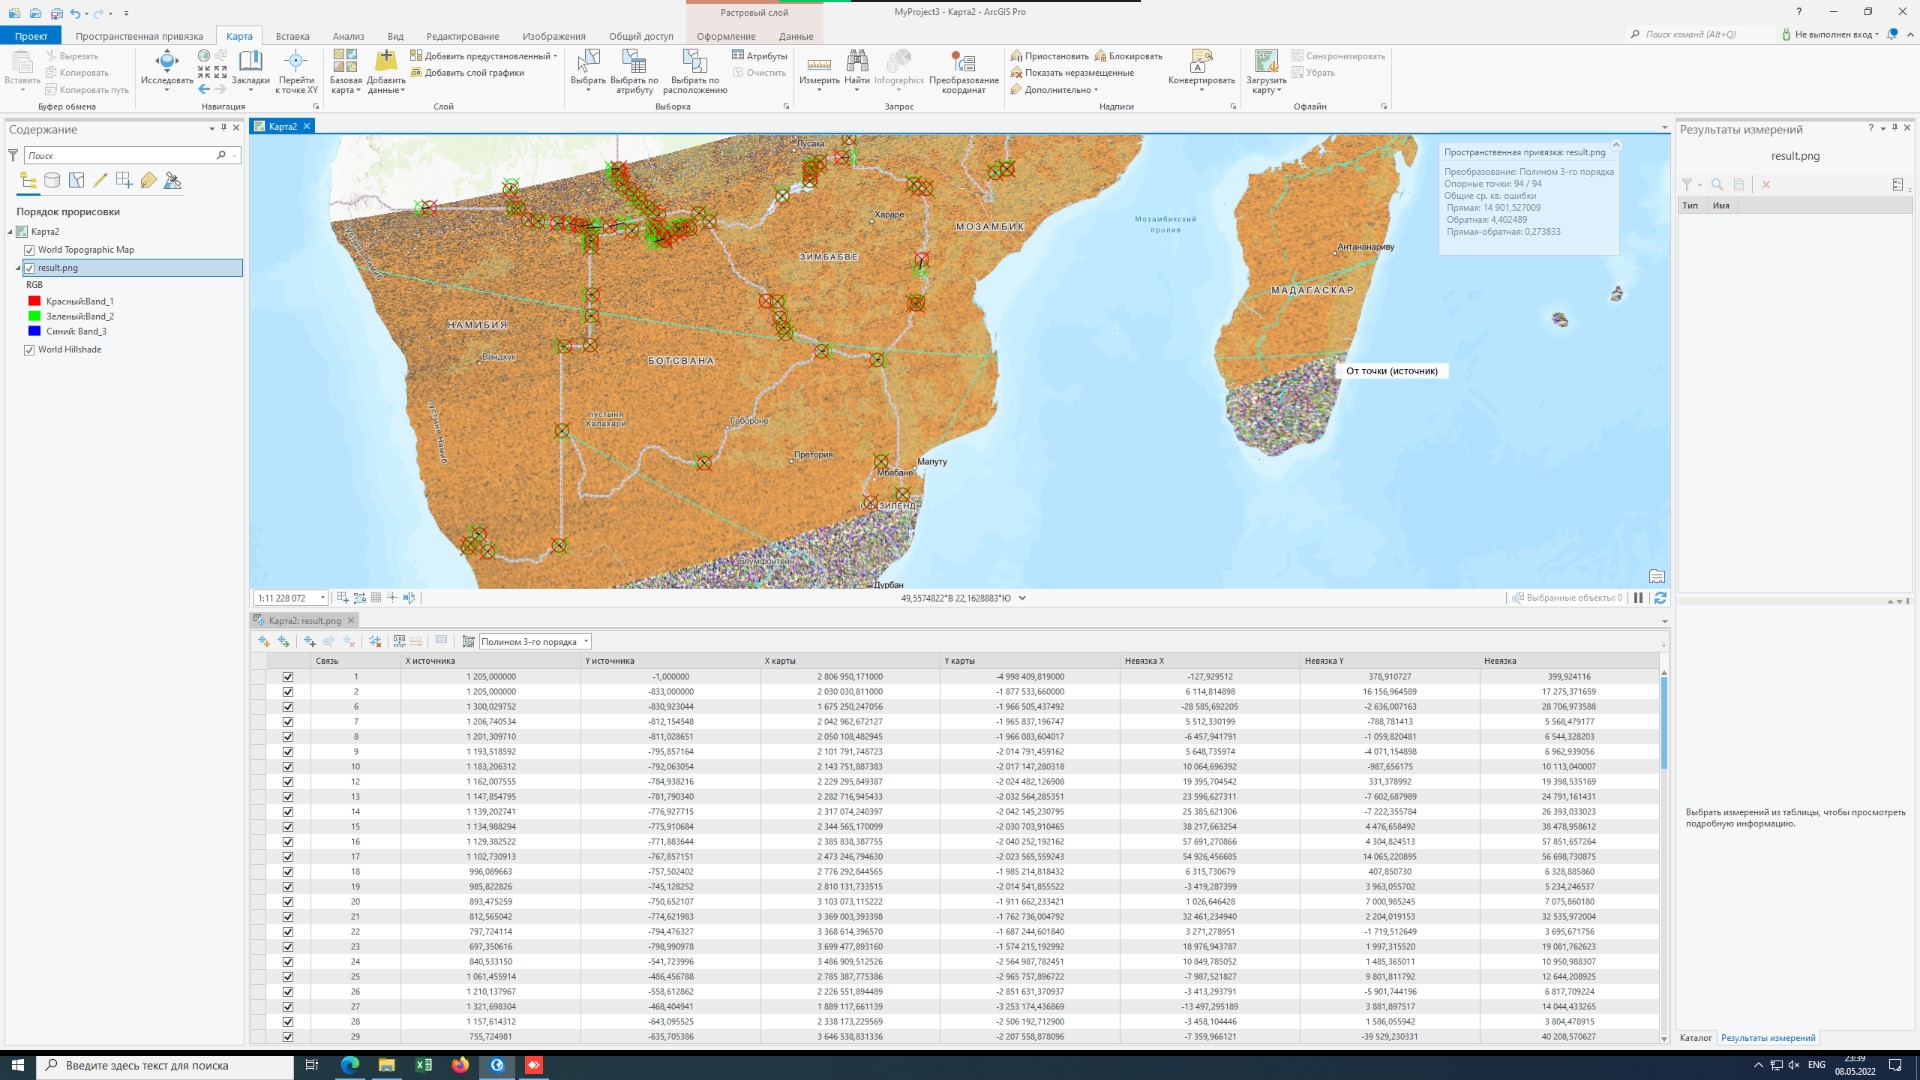 Растровый слой
MyProject3 - Карта2 - ArcGIS Pro
?
Проект Пространственная привязка Карта Вставка Анализ Вид Редактирование Изображения Общий доступ Оформление Данные
Поиск команд (Alt+Q) Не выполнен вход
Вставить Вырезать Копировать Копировать путь
Буфер обмена
Исследовать Закладки Перейти к точке XY
Навигация
Базовая карта Добавить данные Добавить предустановленный Добавить слой графики
Слой
Выбрать Выбрать по атрибуту Выбрать по расположению Атрибуты Очистить
Выборка
Измерить Найти Infographics Преобразование координат
Запрос
Приостановить Блокировать
Показать неразмещенные
Дополнительно
Конвертировать
Надписи
Загрузить карту Синхронизировать Убрать
Офлайн
Содержание
Поиск
Порядок прорисовки
Карта2
World Topographic Map
result.png
RGB
Красный:Band_1
Зеленый:Band_2
Синий: Band_3
World Hillshade
Карта2
Лусака
Хараре
МОЗАМБИК
ЗИМБАБВЕ
Мозамбикский
пролив
Антананариву
МАДАГАСКАР
НАМИБИЯ
Виндхук
БОТСВАНА
пустыня
Калахари
пустыня Намиб
Габороне
Претория
Мапуту
Мбабане
ЗИЛЕНД
Блумфонтейн
Дурбан
От точки (источник)
Пространственная привязка: result.png
Преобразование: Полином 3-го порядка
Опорные точки: 94 / 94
Общие ср. кв. ошибки
Прямая: 14 901,527009
Обратная: 4,402489
Прямая-обратная: 0,273833
1:11 228 072
49,5574822°В 22,1628883°Ю
Выбранные объекты: 0
Карта2: result.png
Полином 3-го порядка
Связь X источника Y источника X карты Y карты Невязка X Невязка Y Невязка
1 1 205,000000 -1,000000 2 806 950,171000 -4 998 409,819000 -127,929512 378,910727 399,924116
2 1 205,000000 -833,000000 2 030 030,811000 -1 877 533,660000 6 114,814898 16 156,964589 17 275,371659
6 1 300,029752 -830,923044 1 675 250,247056 -1 966 505,437492 -28 585,692205 -2 636,007163 28 706,973588
7 1 206,740534 -812,154548 2 042 962,672127 -1 965 837,196747 5 512,330199 -788,781413 5 568,479177
8 1 201,309710 -811,028651 2 050 108,482945 -1 966 083,604017 -6 457,941791 -1 059,820481 6 544,328203
9 1 193,518592 -795,857164 2 101 791,748723 -2 014 791,459162 5 648,735974 -4 071,154898 6 962,939056
10 1 183,206312 -792,063054 2 143 751,887383 -2 017 147,280318 10 064,696392 -987,656175 10 113,040007
12 1 162,007555 -784,938216 2 229 295,849387 -2 024 482,126908 19 395,704542 331,378992 19 398,535169
13 1 147,854795 -781,790340 2 282 716,945433 -2 032 564,285351 23 596,627311 -7 602,687989 24 791,161431
14 1 139,202741 -776,927715 2 317 074,240397 -2 042 145,230795 25 385,621306 -7 222,355784 26 393,033023
15 1 134,988294 -775,910684 2 344 565,170099 -2 030 703,910465 38 217,663254 4 476,658492 38 478,958612
16 1 129,382522 -771,883644 2 385 838,387755 -2 040 252,192162 57 691,270866 4 304,824513 57 851,657264
17 1 102,730913 -767,857151 2 473 246,794630 -2 023 565,559243 54 926,456685 14 065,220895 56 698,730875
18 996,089663 -757,502402 2 776 292,844565 -1 985 214,818432 6 315,730679 407,850730 6 328,885860
19 985,822826 -745,128252 2 810 131,733515 -2 014 541,855522 -3 419,287399 3 963,055702 5 234,246537
20 893,475259 -750,652107 3 103 073,115222 -1 911 662,233421 1 026,646428 7 000,985245 7 075,860180
21 812,565042 -774,621983 3 369 003,393398 -1 762 736,004792 32 461,234940 2 204,019153 32 535,972004
22 797,724114 -794,476327 3 368 614,396570 -1 687 244,601840 3 271,278951 -1 719,512649 3 695,671756
23 697,350616 -798,990978 3 699 477,893160 -1 574 215,192992 18 976,943787 1 997,315520 19 081,762623
24 840,533150 -541,723996 3 486 909,512526 -2 564 987,782451 10 849,785052 1 485,365011 10 950,988307
25 1 061,455914 -486,456788 2 785 387,775386 -2 965 757,896722 -7 987,521827 9 801,811792 12 644,208925
26 1 210,137967 -558,612862 2 226 551,894489 -2 851 631,370937 -3 413,293791 -5 901,744196 6 817,709224
27 1 321,698304 -468,404941 1 889 117,661139 -3 253 174,436869 -13 497,295189 3 881,897517 14 044,433265
28 1 157,614312 -643,095525 2 338 173,229569 -2 506 192,712900 -3 458,104446 1 586,055942 3 804,478915
29 755,724981 -635,705386 3 646 538,831336 -2 207 558,878096 -7 359,966121 -39 529,230331 40 208,570627
Результаты измерений
result.png
Тип Имя
Выбрать измерений из таблицы, чтобы просмотреть
подробную информацию.
Каталог Результаты измерений
Введите здесь текст для поиска
ENG
23:39
08.05.2022